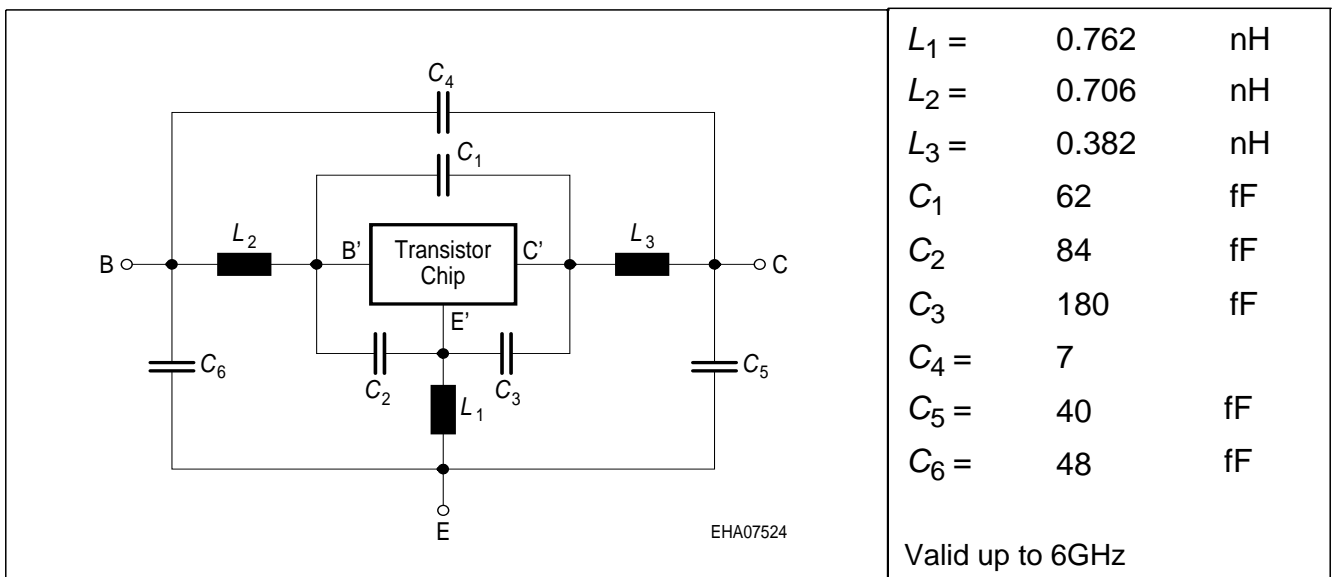 C4
C1
L2
B'
Transistor
Chip
C'
L3
B
C
E'
C6
C2
C3
C5
L1
E
EHA07524
L1 = 0.762 nH
L2 = 0.706 nH
L3 = 0.382 nH
C1 62 fF
C2 84 fF
C3 180 fF
C4 = 7
C5 = 40 fF
C6 = 48 fF
Valid up to 6GHz